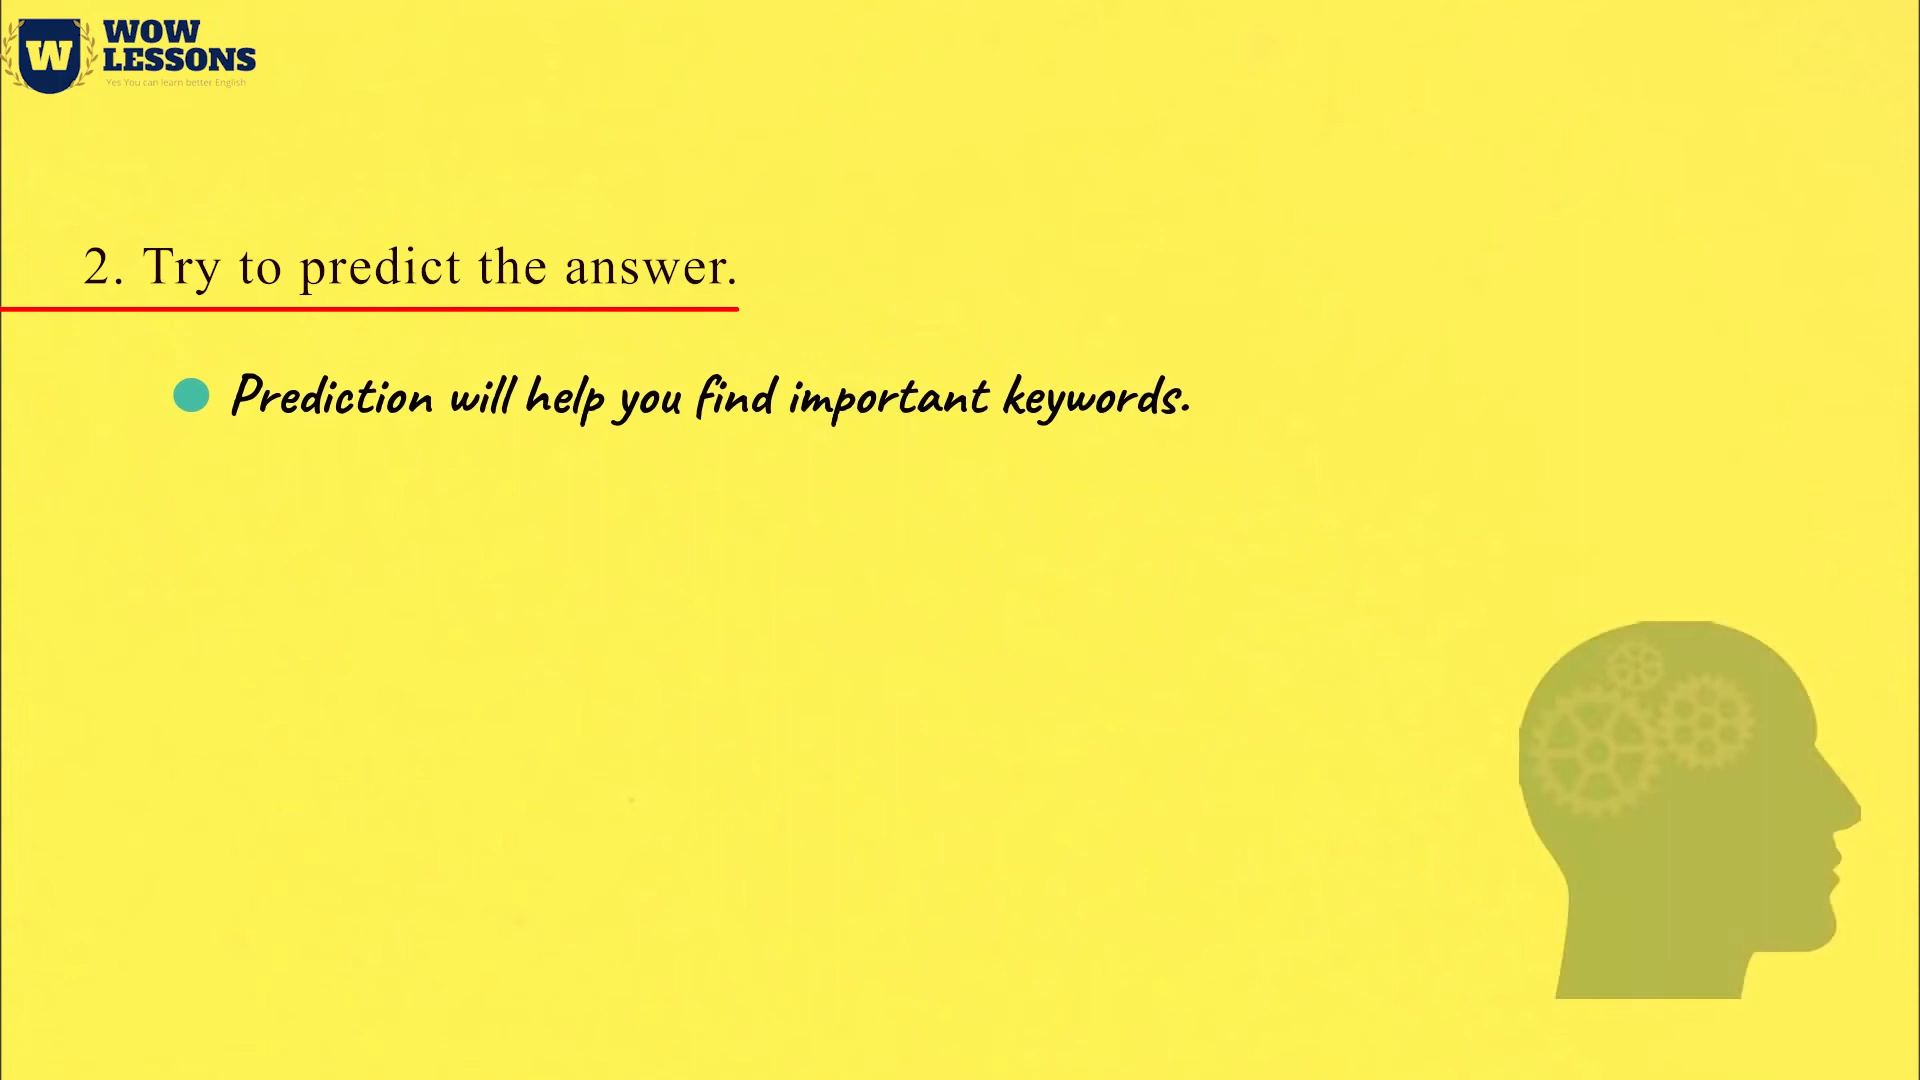 W
WOW
LESSONS
Yes You can learn better English
2. Try to predict the answer.
Prediction will help you find important keywords.